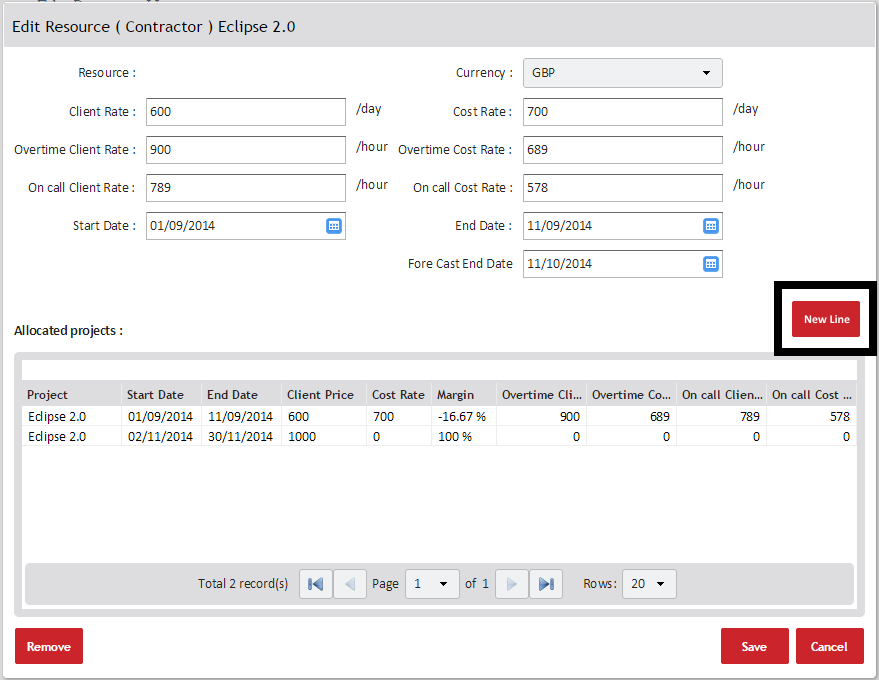 Edit Resource ( Contractor ) Eclipse 2.0
Resource :
Currency : GBP
Client Rate : 600 /day
Cost Rate : 700 /day
Overtime Client Rate : 900 /hour
Overtime Cost Rate : 689 /hour
On call Client Rate : 789 /hour
On call Cost Rate : 578 /hour
Start Date : 01/09/2014
End Date : 11/09/2014
Fore Cast End Date 11/10/2014
New Line
Allocated projects :
Project Start Date End Date Client Price Cost Rate Margin Overtime Cli... Overtime Co... On call Clien... On call Cost ...
Eclipse 2.0 01/09/2014 11/09/2014 600 700 -16.67 % 900 689 789 578
Eclipse 2.0 02/11/2014 30/11/2014 1000 0 100 % 0 0 0 0
Total 2 record(s) Page 1 of 1 Rows: 20
Remove Save Cancel